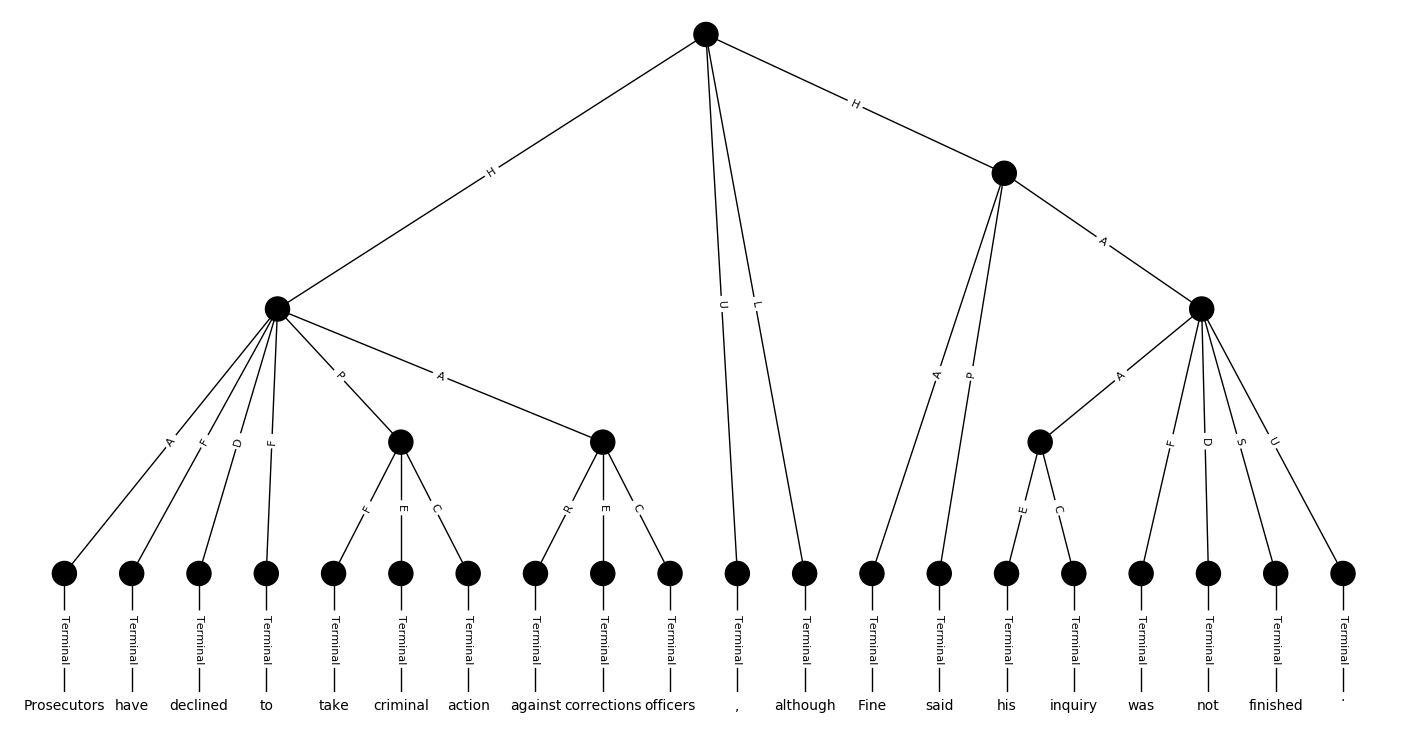 H
H
A
U
L
A
F
D
F
P
A
A
P
A
F
D
S
U
F
E
C
R
E
C
E
C
Terminal Terminal Terminal Terminal Terminal Terminal Terminal Terminal Terminal Terminal Terminal Terminal Terminal Terminal Terminal Terminal Terminal Terminal Terminal Terminal
Prosecutors have declined to take criminal action against corrections officers , although Fine said his inquiry was not finished .